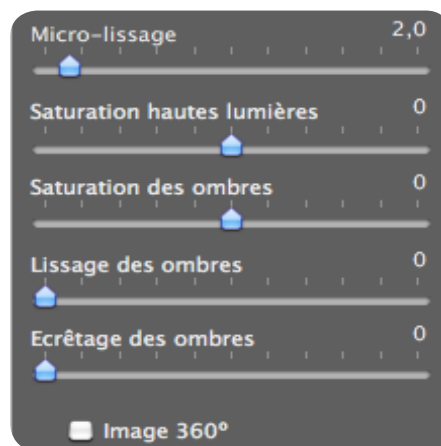 Micro-lissage 2,0
Saturation hautes lumières 0
Saturation des ombres 0
Lissage des ombres 0
Ecrêtage des ombres 0
Image 360°